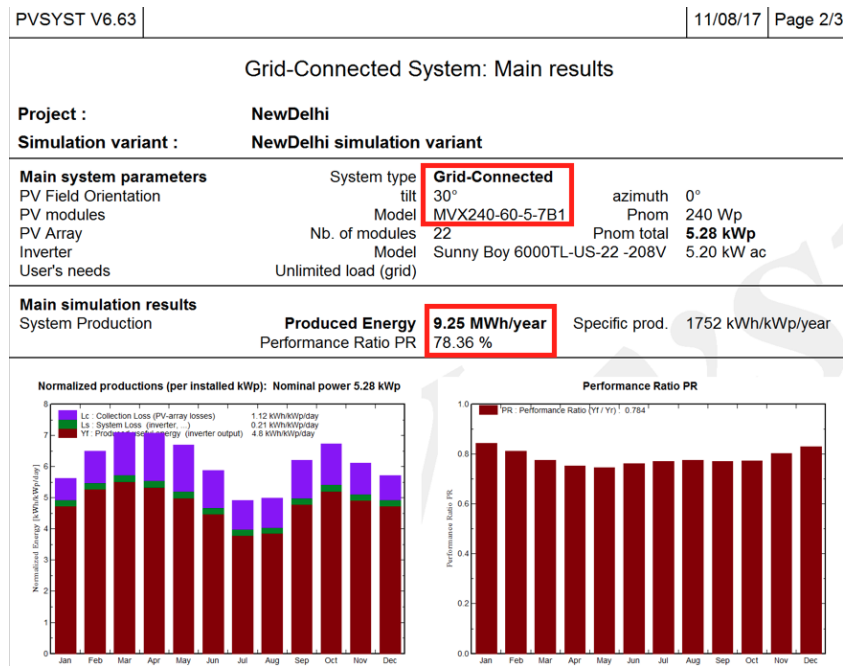 PVSYST V6.63 11/08/17 Page 2/3
Grid-Connected System: Main results
Project : NewDelhi
Simulation variant : NewDelhi simulation variant
Main system parameters System type Grid-Connected
PV Field Orientation tilt 30° azimuth 0°
PV modules Model MVX240-60-5-7B1 Pnom 240 Wp
PV Array Nb. of modules 22 Pnom total 5.28 kWp
Inverter Model Sunny Boy 6000TL-US-22 -208V 5.20 kW ac
User's needs Unlimited load (grid)
Main simulation results
System Production Produced Energy 9.25 MWh/year Specific prod. 1752 kWh/kWp/year
Performance Ratio PR 78.36 %
Normalized productions (per installed kWp): Nominal power 5.28 kWp
8
Lc : Collection Loss (PV-array losses) 1.12 kWh/kWp/day
Ls : System Loss (inverter, ...) 0.21 kWh/kWp/day
Yf : Produced useful energy (inverter output) 4.8 kWh/kWp/day
7
6
5
4
3
2
1
0
Normalized Energy [kWh/kWp/day]
Jan Feb Mar Apr May Jun Jul Aug Sep Oct Nov Dec
Performance Ratio PR
1.0
PR : Performance Ratio (Yf / Yr) : 0.784
0.8
0.6
0.4
0.2
0.0
Performance Ratio PR
Jan Feb Mar Apr May Jun Jul Aug Sep Oct Nov Dec